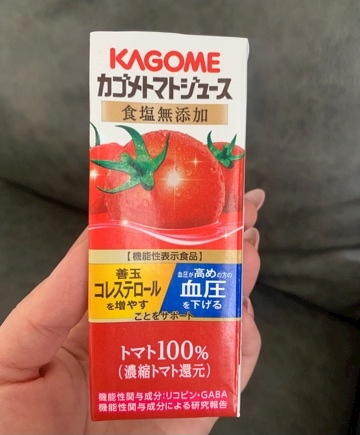 KAGOME
カゴメトマトジュース
食塩無添加
【機能性表示食品】
善玉
コレステロール
を増やす
血圧が高めの方の
血圧
を下げる
ことをサポート
トマト100%
(濃縮トマト還元)
機能性関与成分:リコピン・GABA
機能性関与成分による研究報告